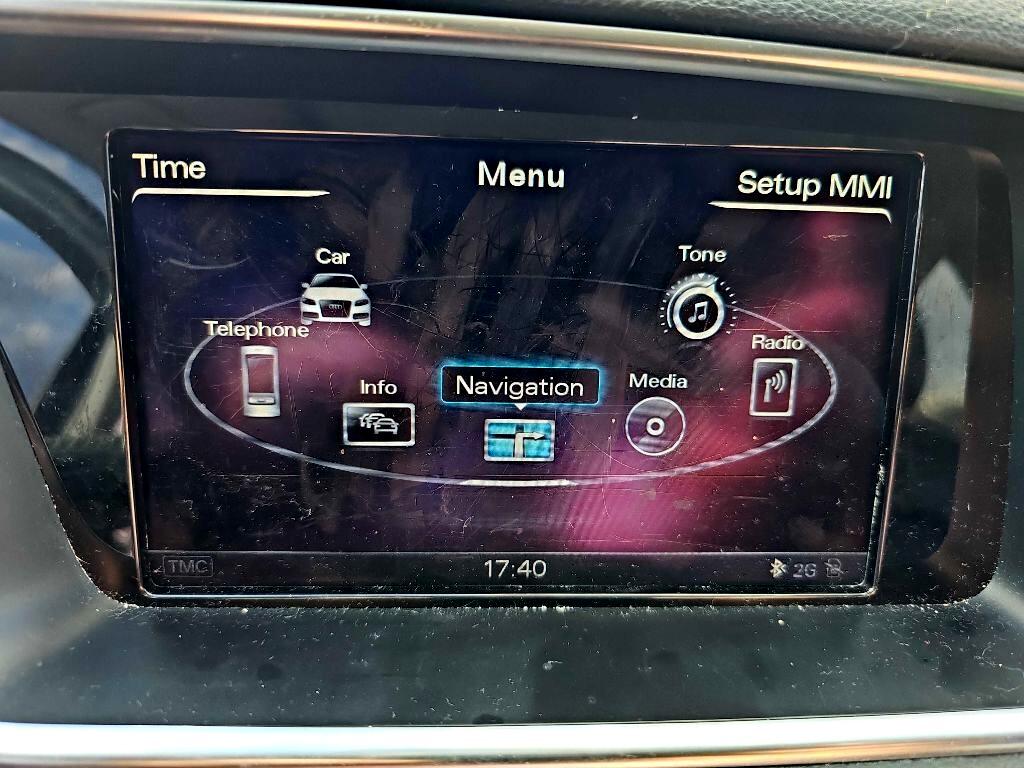 Time
Menu
Setup MMI
Car
Tone
Telephone
Radio
Info
Navigation
Media
TMC
17:40
2G